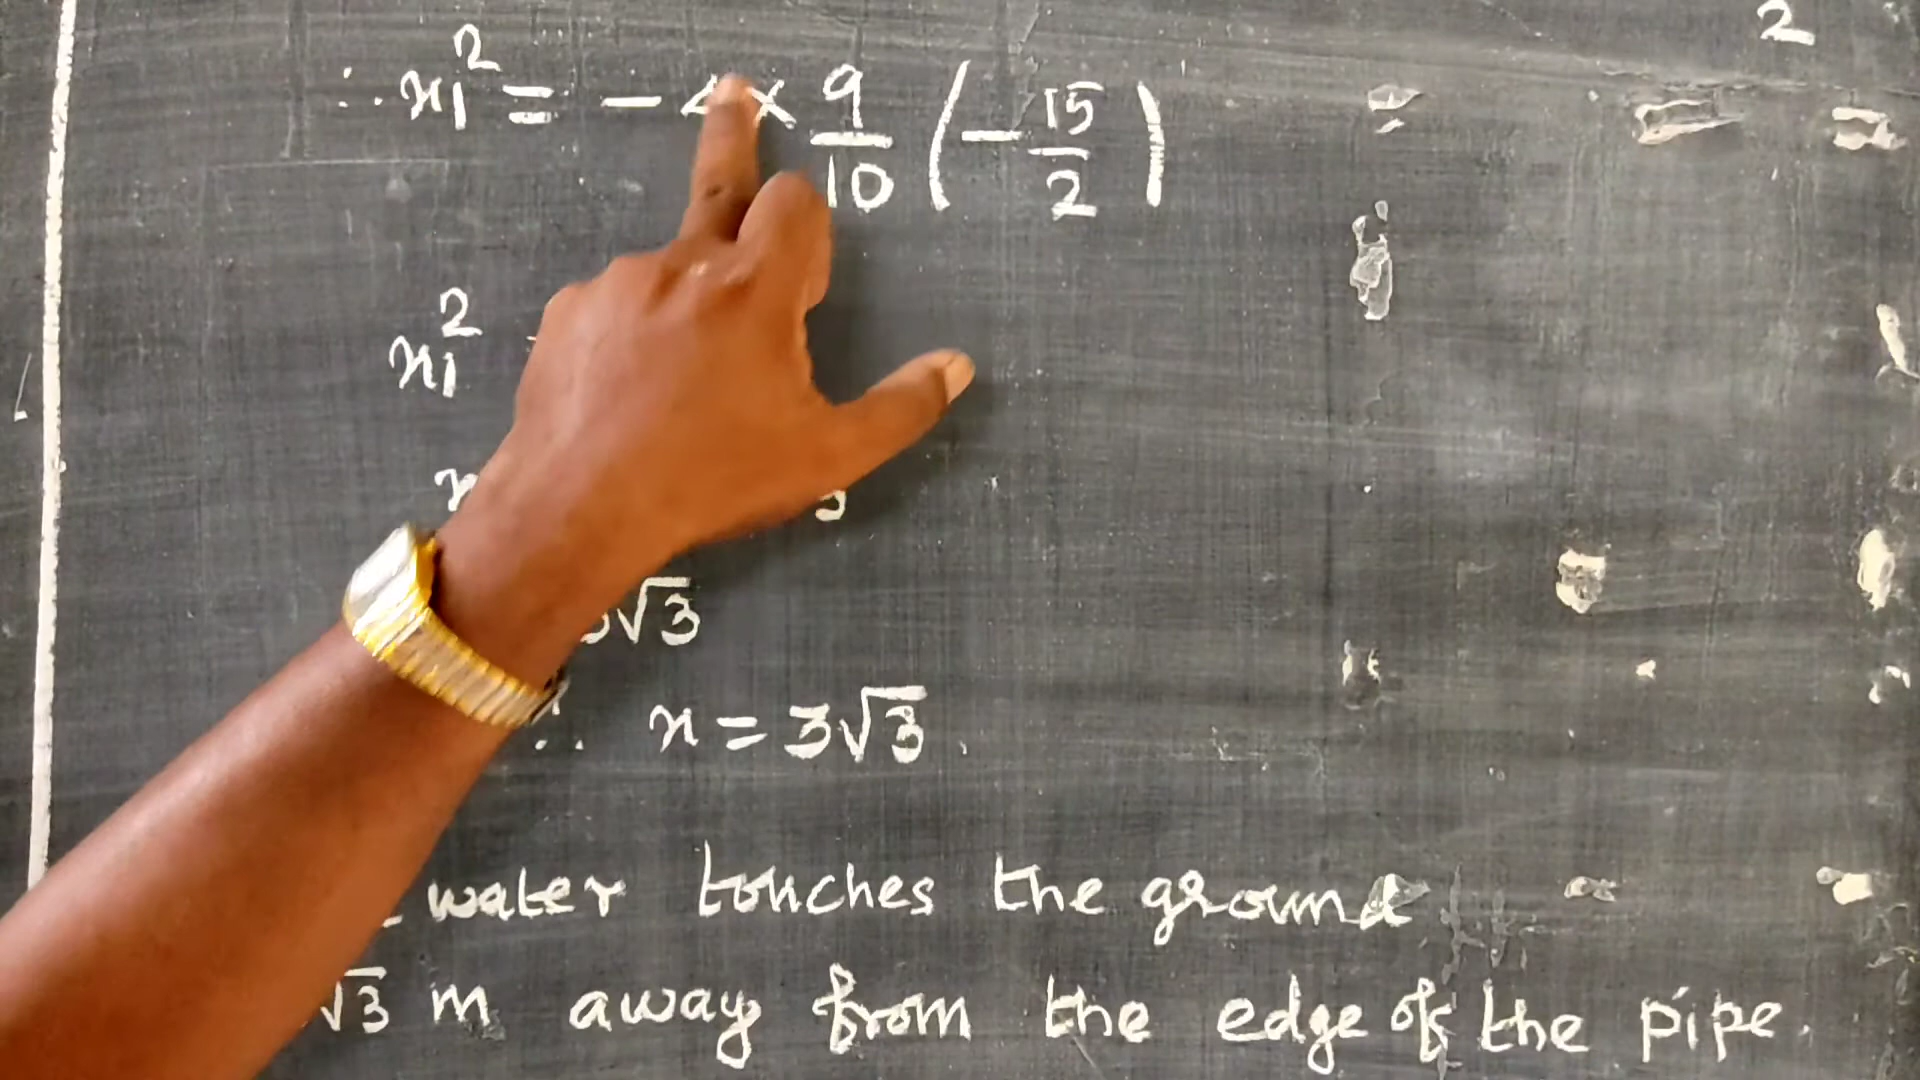 2
∴ x₁² = - 4 × 9/10 (- 15/2)
x₁²
x
√3
∴ x = 3√3.
water touches the ground
√3 m away from the edge of the pipe.